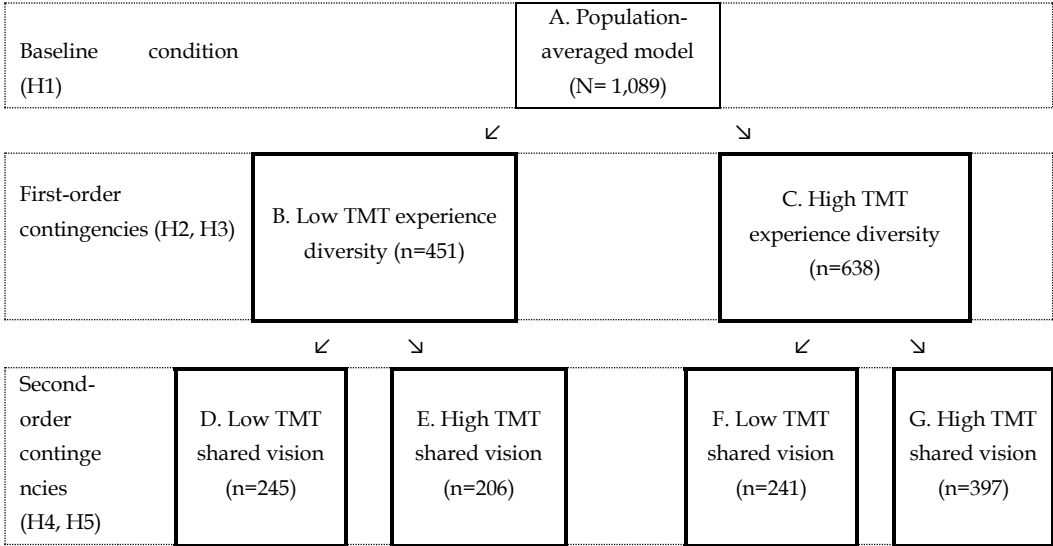 Baseline condition
(H1)
A. Population-
averaged model
(N= 1,089)
↙ ↘
First-order
contingencies (H2, H3)
B. Low TMT experience
diversity (n=451)
C. High TMT
experience diversity
(n=638)
↙ ↘ ↙ ↘
Second-
order
continge
ncies
(H4, H5)
D. Low TMT
shared vision
(n=245)
E. High TMT
shared vision
(n=206)
F. Low TMT
shared vision
(n=241)
G. High TMT
shared vision
(n=397)